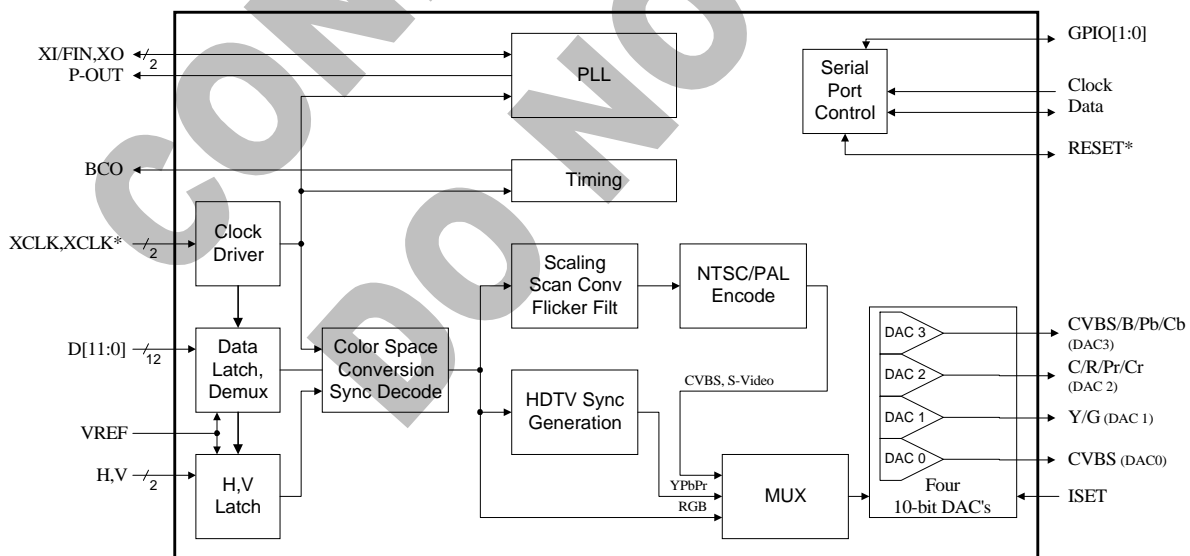 CON
DO NO
XI/FIN,XO
2
P-OUT
PLL
GPIO[1:0]
Serial
Port
Control
Clock
Data
RESET*
BCO
Timing
XCLK,XCLK*
2
Clock
Driver
Scaling
Scan Conv
Flicker Filt
NTSC/PAL
Encode
D[11:0]
12
Data
Latch,
Demux
Color Space
Conversion
Sync Decode
CVBS, S-Video
HDTV Sync
Generation
DAC 3
DAC 2
DAC 1
DAC 0
CVBS/B/Pb/Cb
(DAC3)
C/R/Pr/Cr
(DAC 2)
Y/G (DAC 1)
CVBS (DAC0)
VREF
H,V
2
H,V
Latch
YPbPr
RGB
MUX
Four
10-bit DAC's
ISET